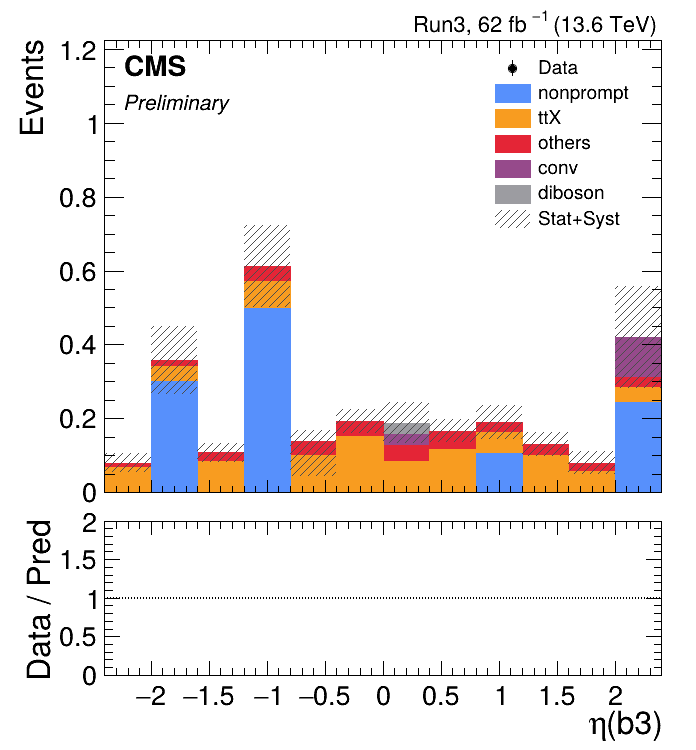 Run3, 62 fb⁻¹ (13.6 TeV)
CMS
Preliminary
Events
1.2
1
0.8
0.6
0.4
0.2
0
Data
nonprompt
ttX
others
conv
diboson
Stat+Syst
Data / Pred
2
1.5
1
0.5
0
−2 −1.5 −1 −0.5 0 0.5 1 1.5 2
η(b3)